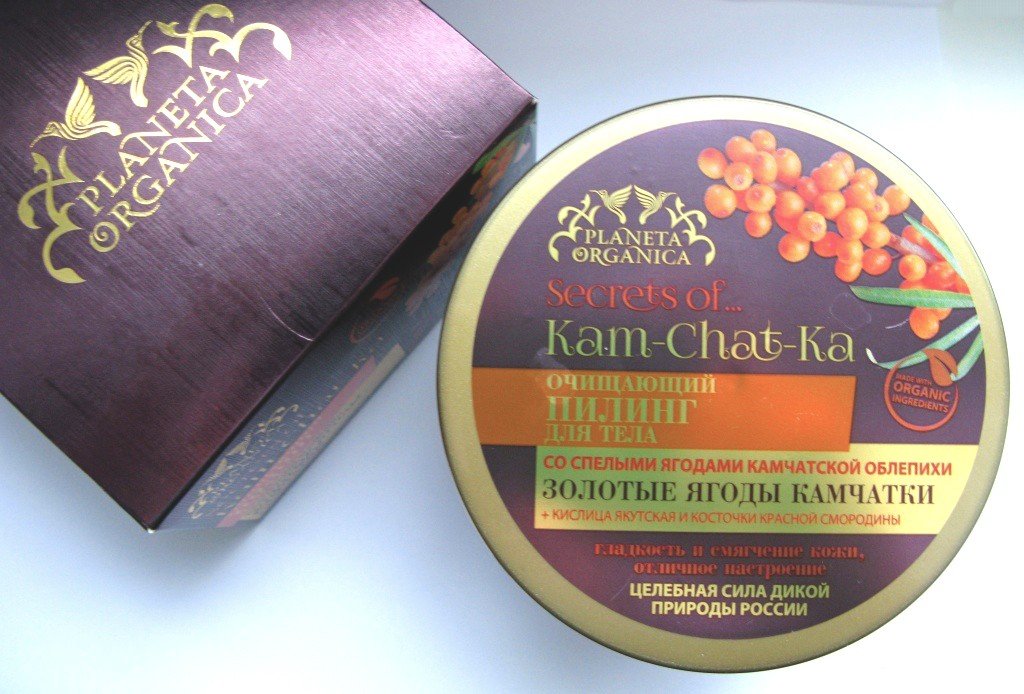 PLANETA
ORGANICA
PLANETA
ORGANICA
Secrets of...
Kam-Chat-Ka
MADE WITH
ORGANIC
INGREDIENTS
ОЧИЩАЮЩИЙ
ПИЛИНГ
ДЛЯ ТЕЛА
СО СПЕЛЫМИ ЯГОДАМИ КАМЧАТСКОЙ ОБЛЕПИХИ
ЗОЛОТЫЕ ЯГОДЫ КАМЧАТКИ
+ КИСЛИЦА ЯКУТСКАЯ И КОСТОЧКИ КРАСНОЙ СМОРОДИНЫ
гладкость и смягчение кожи,
отличное настроение
ЦЕЛЕБНАЯ СИЛА ДИКОЙ
ПРИРОДЫ РОССИИ